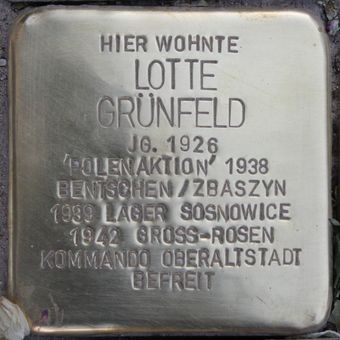 HIER WOHNTE
LOTTE
GRÜNFELD
JG. 1926
'POLENAKTION' 1938
BENTSCHEN/ZBASZYN
1939 LAGER SOSNOWICE
1942 GROSS-ROSEN
KOMMANDO OBERALTSTADT
BEFREIT